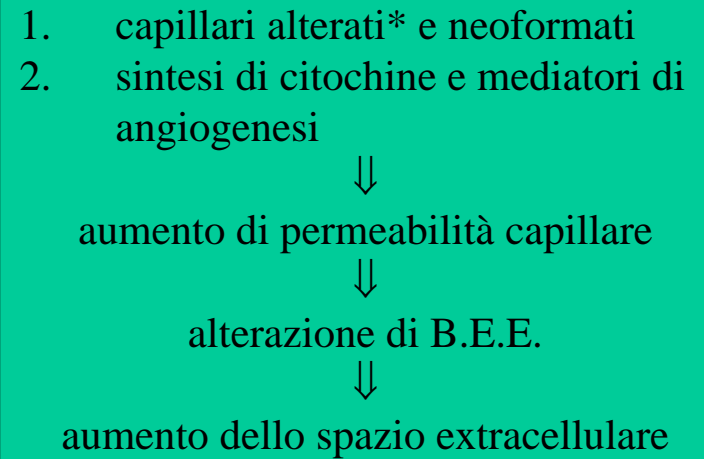 1. capillari alterati* e neoformati
2. sintesi di citochine e mediatori di
angiogenesi
⇓
aumento di permeabilità capillare
⇓
alterazione di B.E.E.
⇓
aumento dello spazio extracellulare